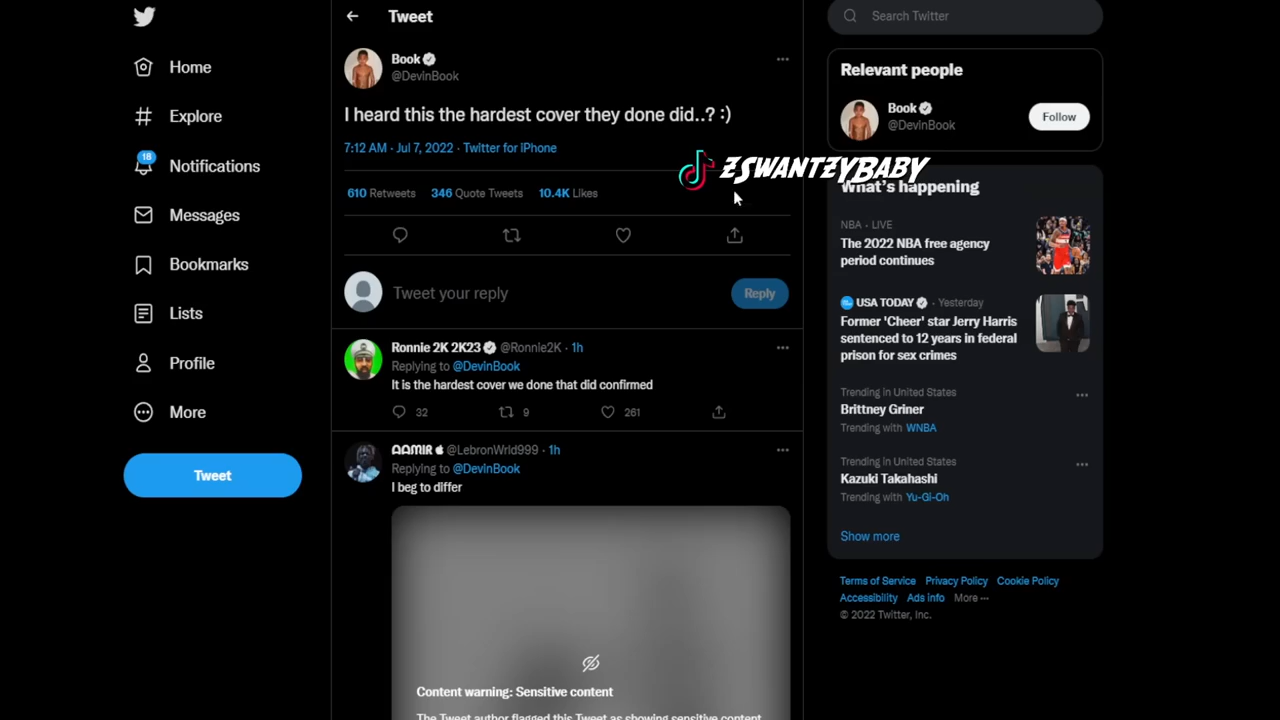 Home
Explore
18
Notifications
Messages
Bookmarks
Lists
Profile
More
Tweet
Tweet
Book
@DevinBook
I heard this the hardest cover they done did..? :)
7:12 AM · Jul 7, 2022 · Twitter for iPhone
610 Retweets 346 Quote Tweets 10.4K Likes
Tweet your reply
Reply
Ronnie 2K 2K23 @Ronnie2K · 1h
Replying to @DevinBook
It is the hardest cover we done that did confirmed
32 9 261
AAMIR @LebronWrld999 · 1h
Replying to @DevinBook
I beg to differ
Content warning: Sensitive content
The Tweet author flagged this Tweet as showing sensitive content
ZSWANTZYBABY
Search Twitter
Relevant people
Book
@DevinBook
Follow
What's happening
NBA · LIVE
The 2022 NBA free agency
period continues
USA TODAY · Yesterday
Former 'Cheer' star Jerry Harris
sentenced to 12 years in federal
prison for sex crimes
Trending in United States
Brittney Griner
Trending with WNBA
Trending in United States
Kazuki Takahashi
Trending with Yu-Gi-Oh
Show more
Terms of Service Privacy Policy Cookie Policy
Accessibility Ads info More ···
© 2022 Twitter, Inc.